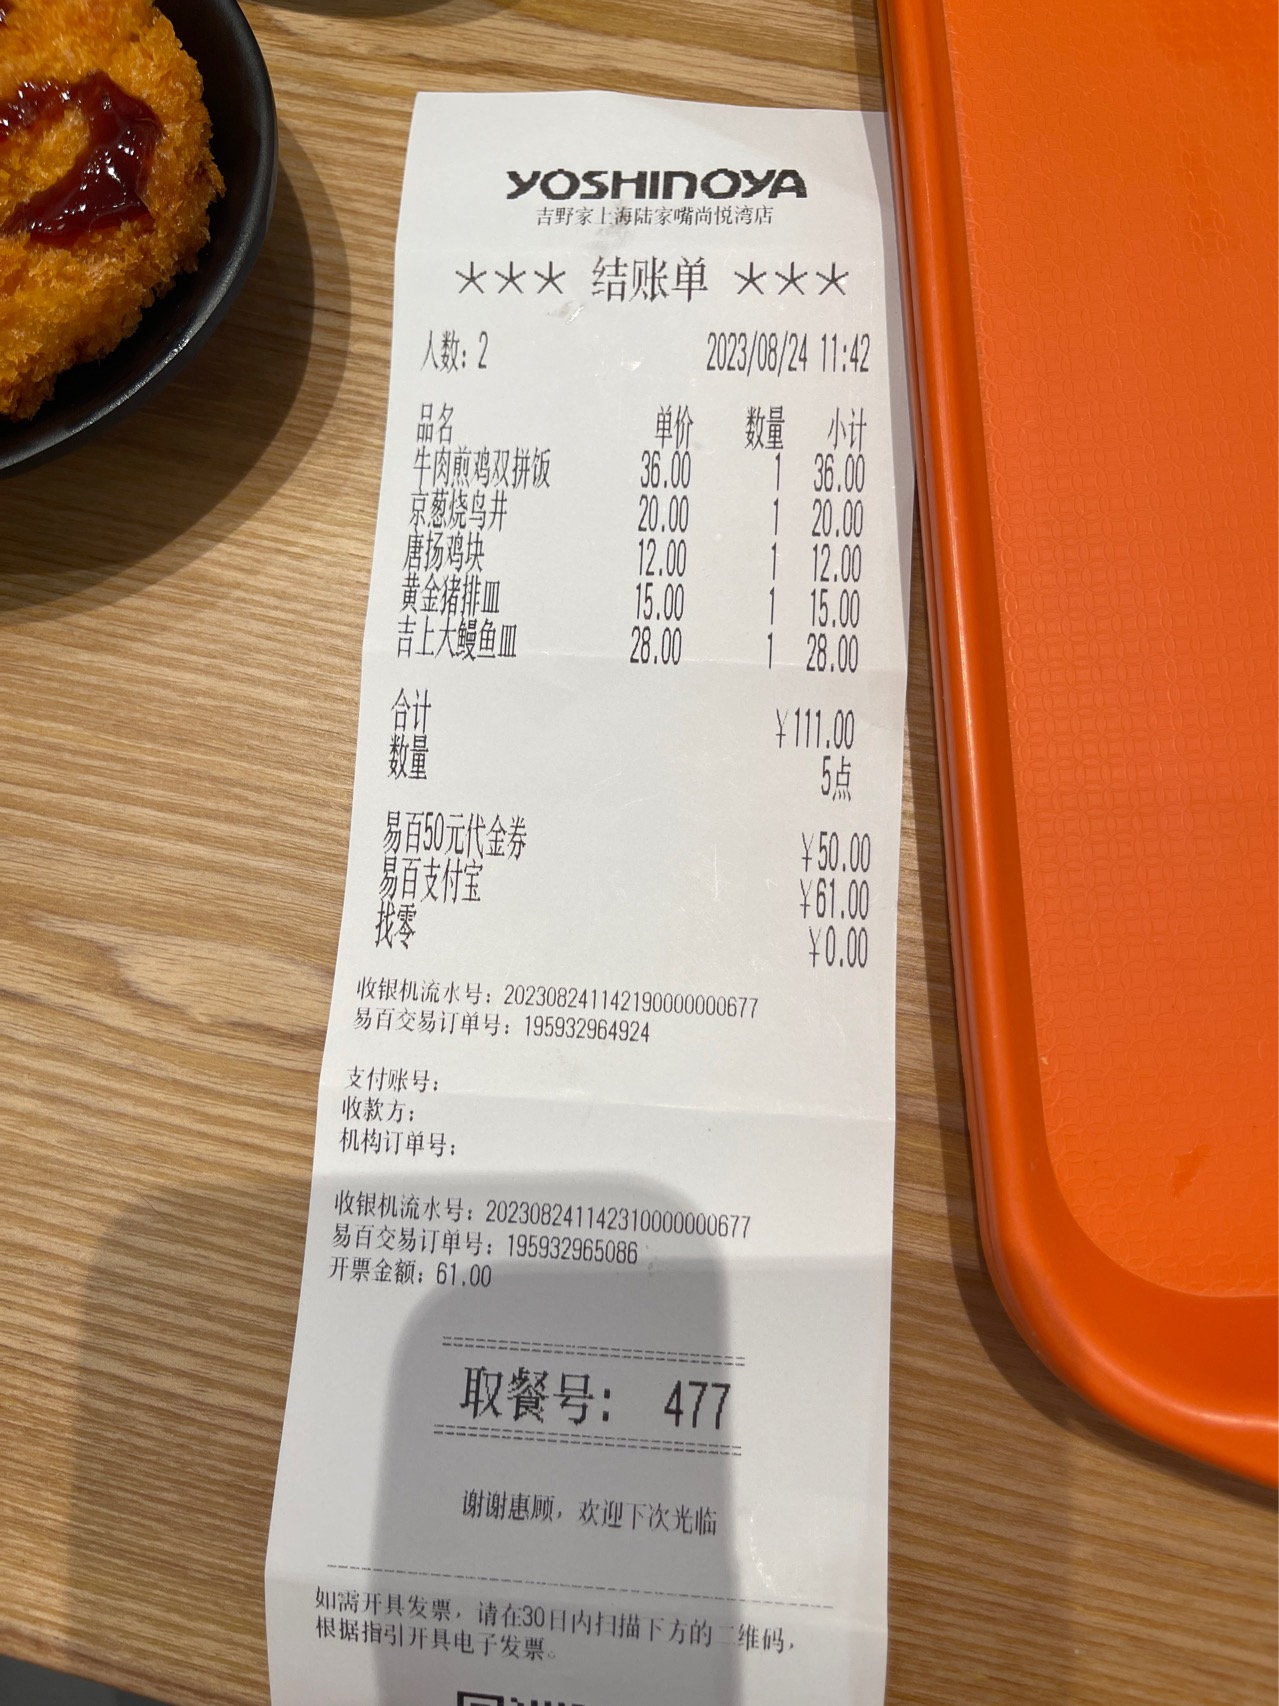 YOSHINOYA
吉野家上海陆家嘴尚悦湾店
*** 结账单 ***
人数: 2 2023/08/24 11:42
品名 单价 数量 小计
牛肉煎鸡双拼饭 36.00 1 36.00
京葱烧鸟丼 20.00 1 20.00
唐扬鸡块 12.00 1 12.00
黄金猪排皿 15.00 1 15.00
吉上大鳗鱼皿 28.00 1 28.00
合计 ¥111.00
数量 5点
易百50元代金券 ¥50.00
易百支付宝 ¥61.00
找零 ¥0.00
收银机流水号: 202308241142190000000677
易百交易订单号: 195932964924
支付账号:
收款方:
机构订单号:
收银机流水号: 202308241142310000000677
易百交易订单号: 195932965086
开票金额: 61.00
取餐号: 477
谢谢惠顾，欢迎下次光临
如需开具发票，请在30日内扫描下方的二维码，
根据指引开具电子发票。